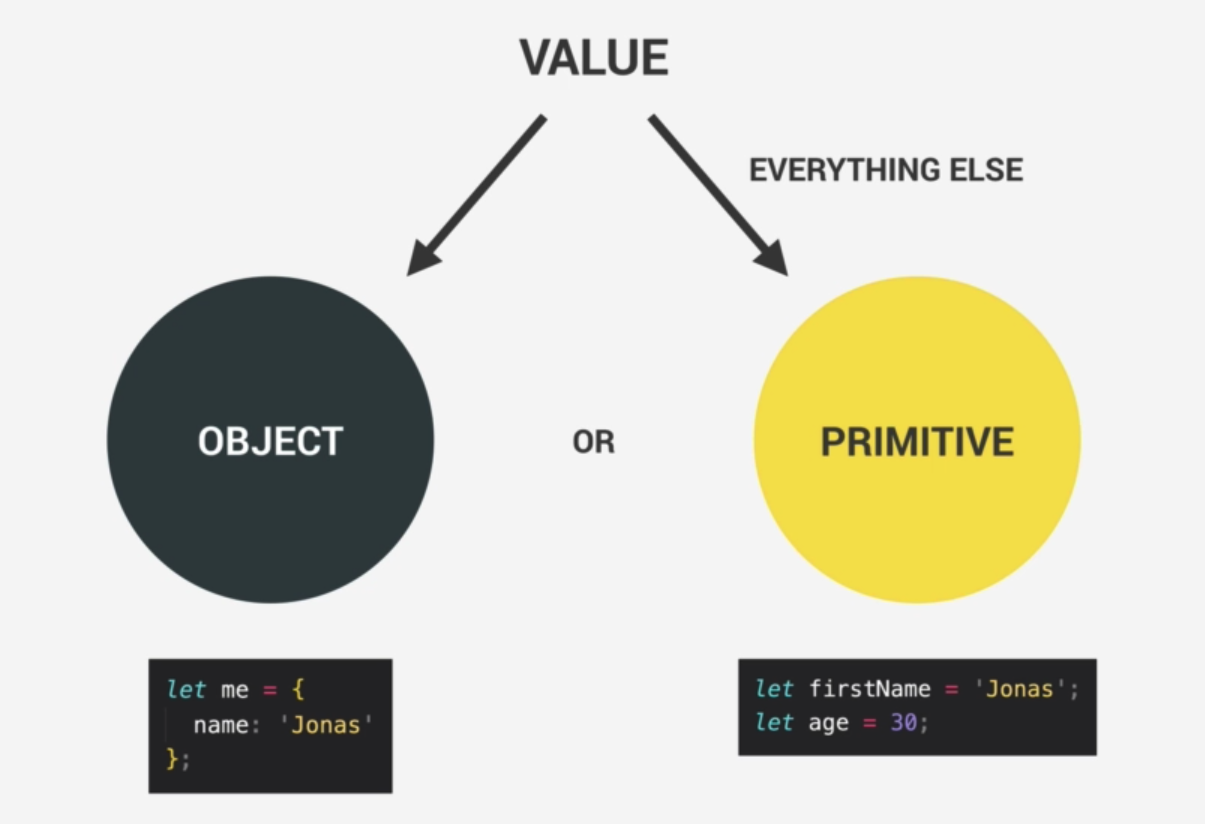 VALUE
EVERYTHING ELSE
OBJECT
OR
PRIMITIVE
let me = {
  name: 'Jonas'
};
let firstName = 'Jonas';
let age = 30;